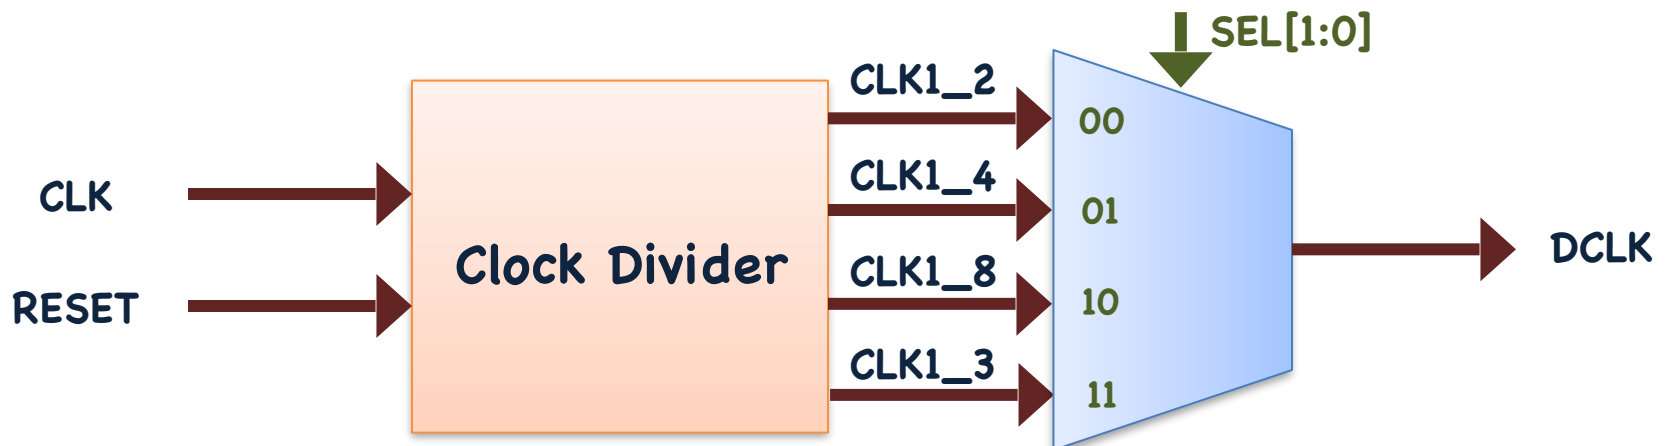 SEL[1:0]
CLK1_2
00
CLK1_4
CLK
01
Clock Divider
DCLK
CLK1_8
RESET
10
CLK1_3
11